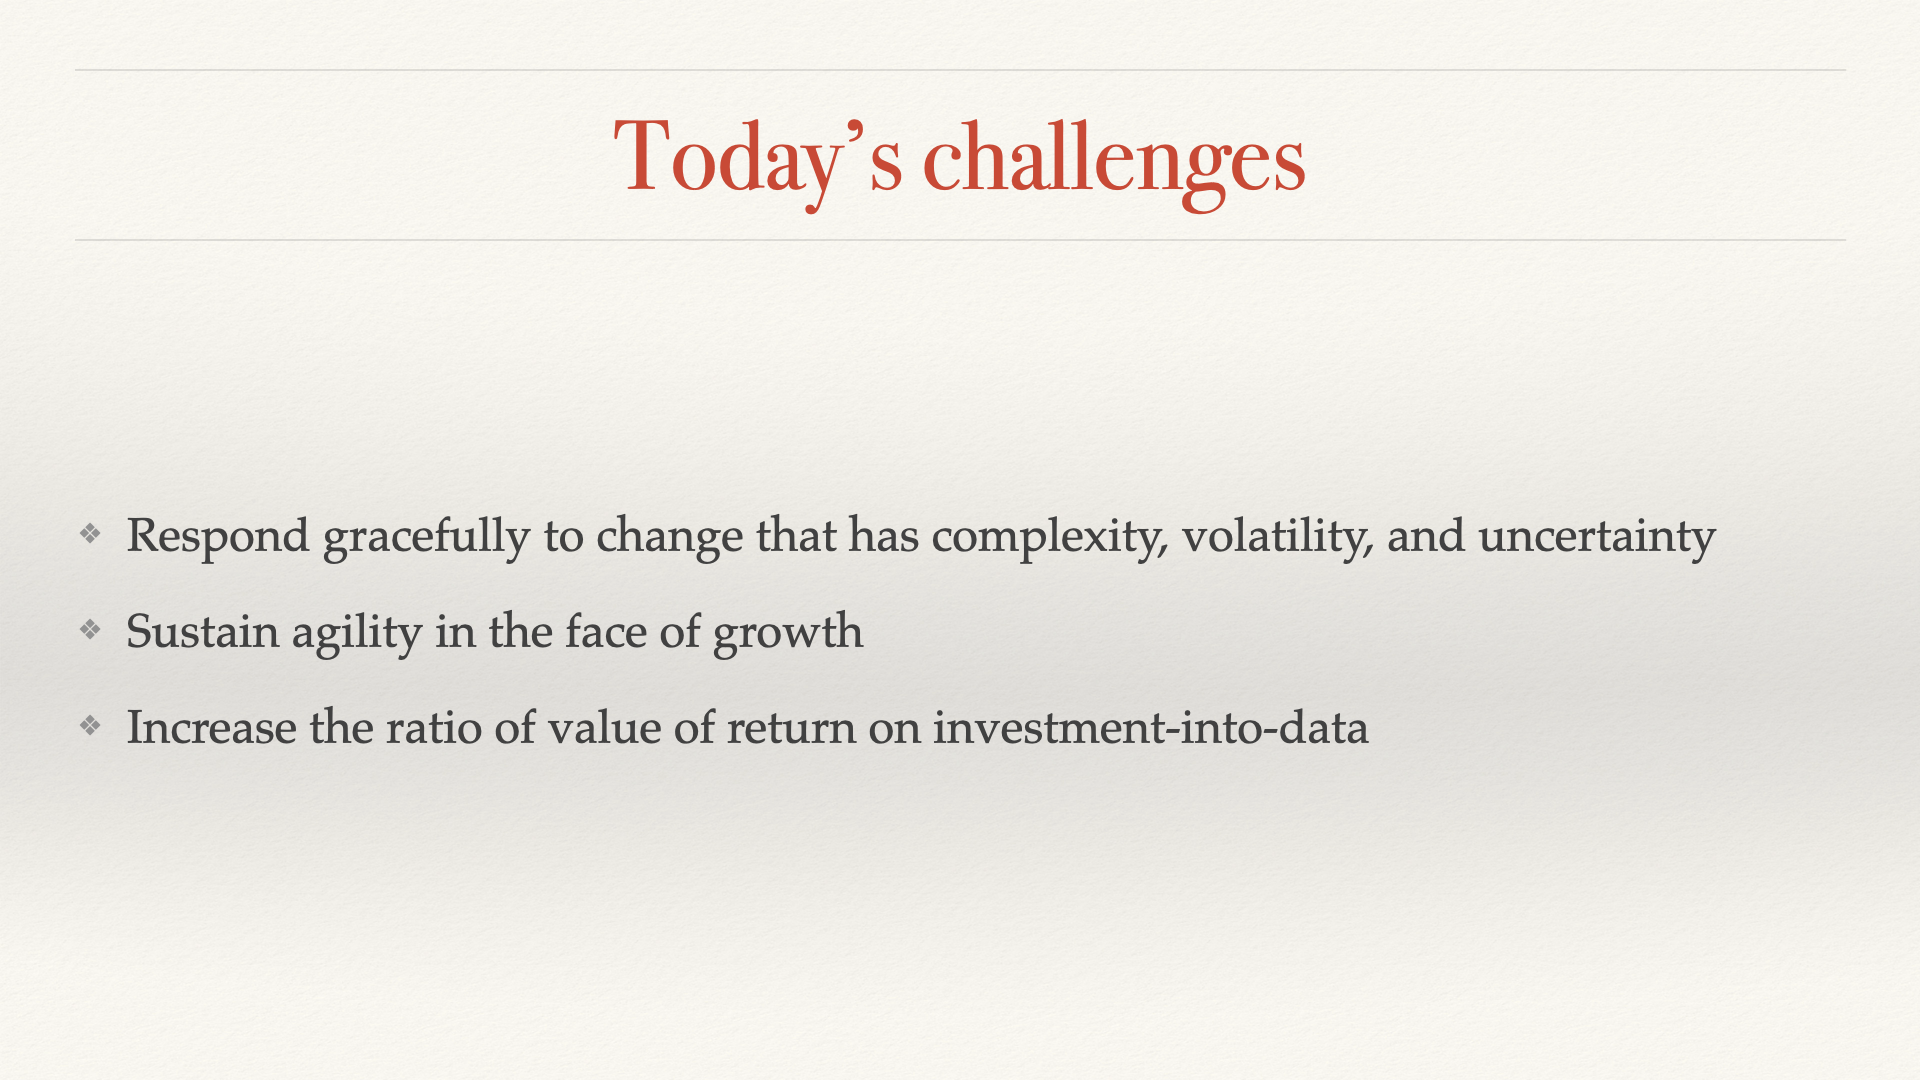 Today’s challenges
❖ Respond gracefully to change that has complexity, volatility, and uncertainty
❖ Sustain agility in the face of growth
❖ Increase the ratio of value of return on investment-into-data